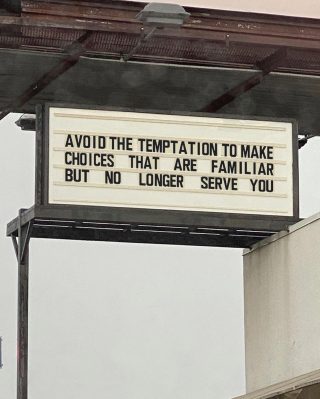 AVOID THE TEMPTATION TO MAKE
CHOICES THAT ARE FAMILIAR
BUT NO LONGER SERVE YOU